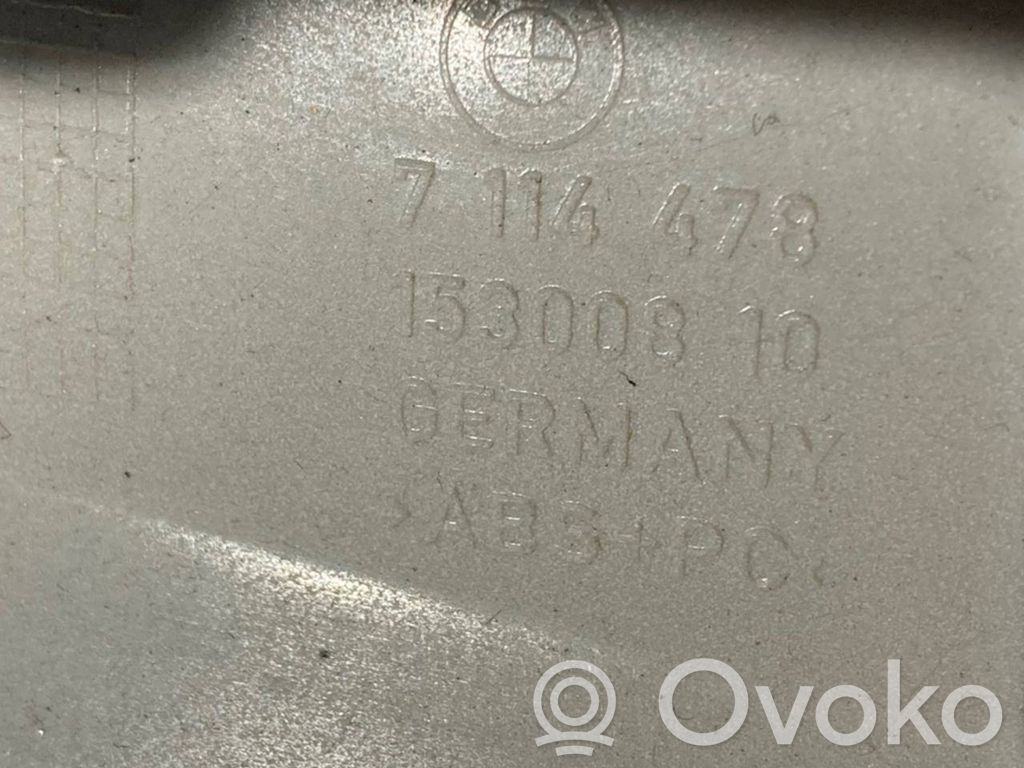 7 114 478
153008 10
GERMANY
>ABS+PC<
Ovoko